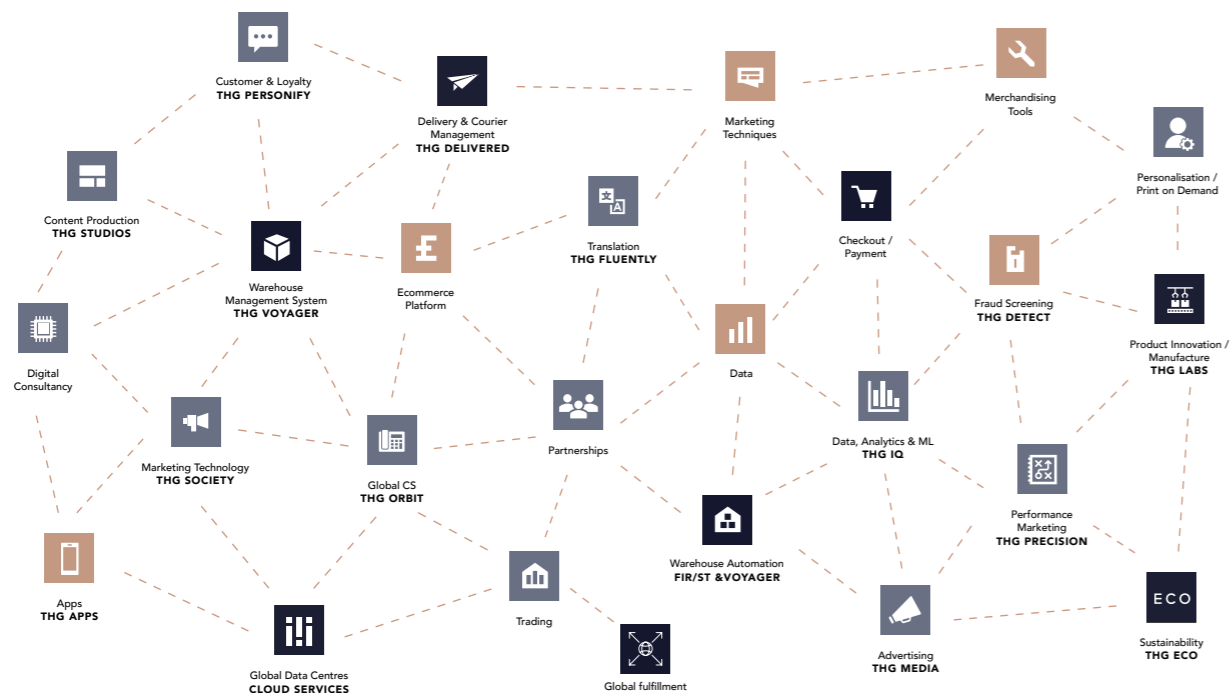 Customer & Loyalty
THG PERSONIFY
Delivery & Courier
Management
THG DELIVERED
Marketing
Techniques
Merchandising
Tools
Personalisation /
Print on Demand
Content Production
THG STUDIOS
Warehouse
Management System
THG VOYAGER
Ecommerce
Platform
文
A
Translation
THG FLUENTLY
Checkout /
Payment
Fraud Screening
THG DETECT
Product Innovation /
Manufacture
THG LABS
Digital
Consultancy
Data
Marketing Technology
THG SOCIETY
Global CS
THG ORBIT
Partnerships
Data, Analytics & ML
THG IQ
Performance
Marketing
THG PRECISION
Apps
THG APPS
Global Data Centres
CLOUD SERVICES
Trading
Warehouse Automation
FIR/ST &VOYAGER
Global fulfillment
Advertising
THG MEDIA
ECO
Sustainability
THG ECO